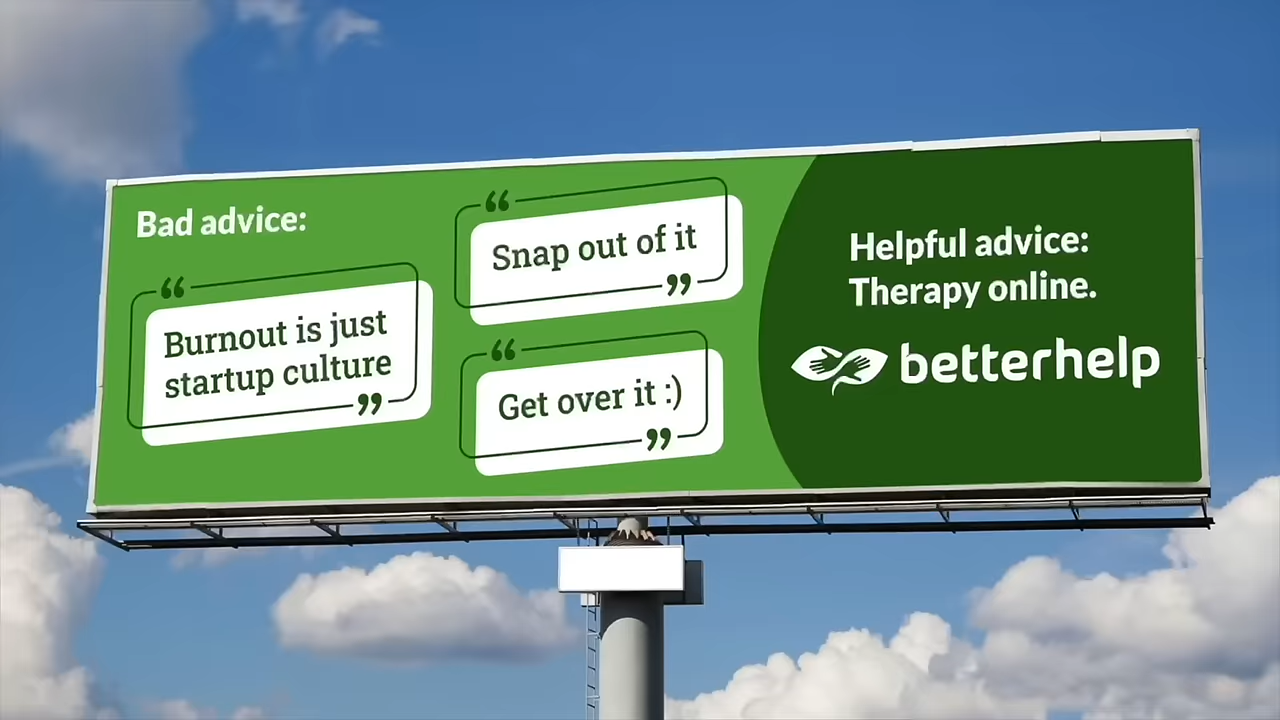 Bad advice:
“
Burnout is just
startup culture
”
“
Snap out of it
”
“
Get over it :)
”
Helpful advice:
Therapy online.
betterhelp